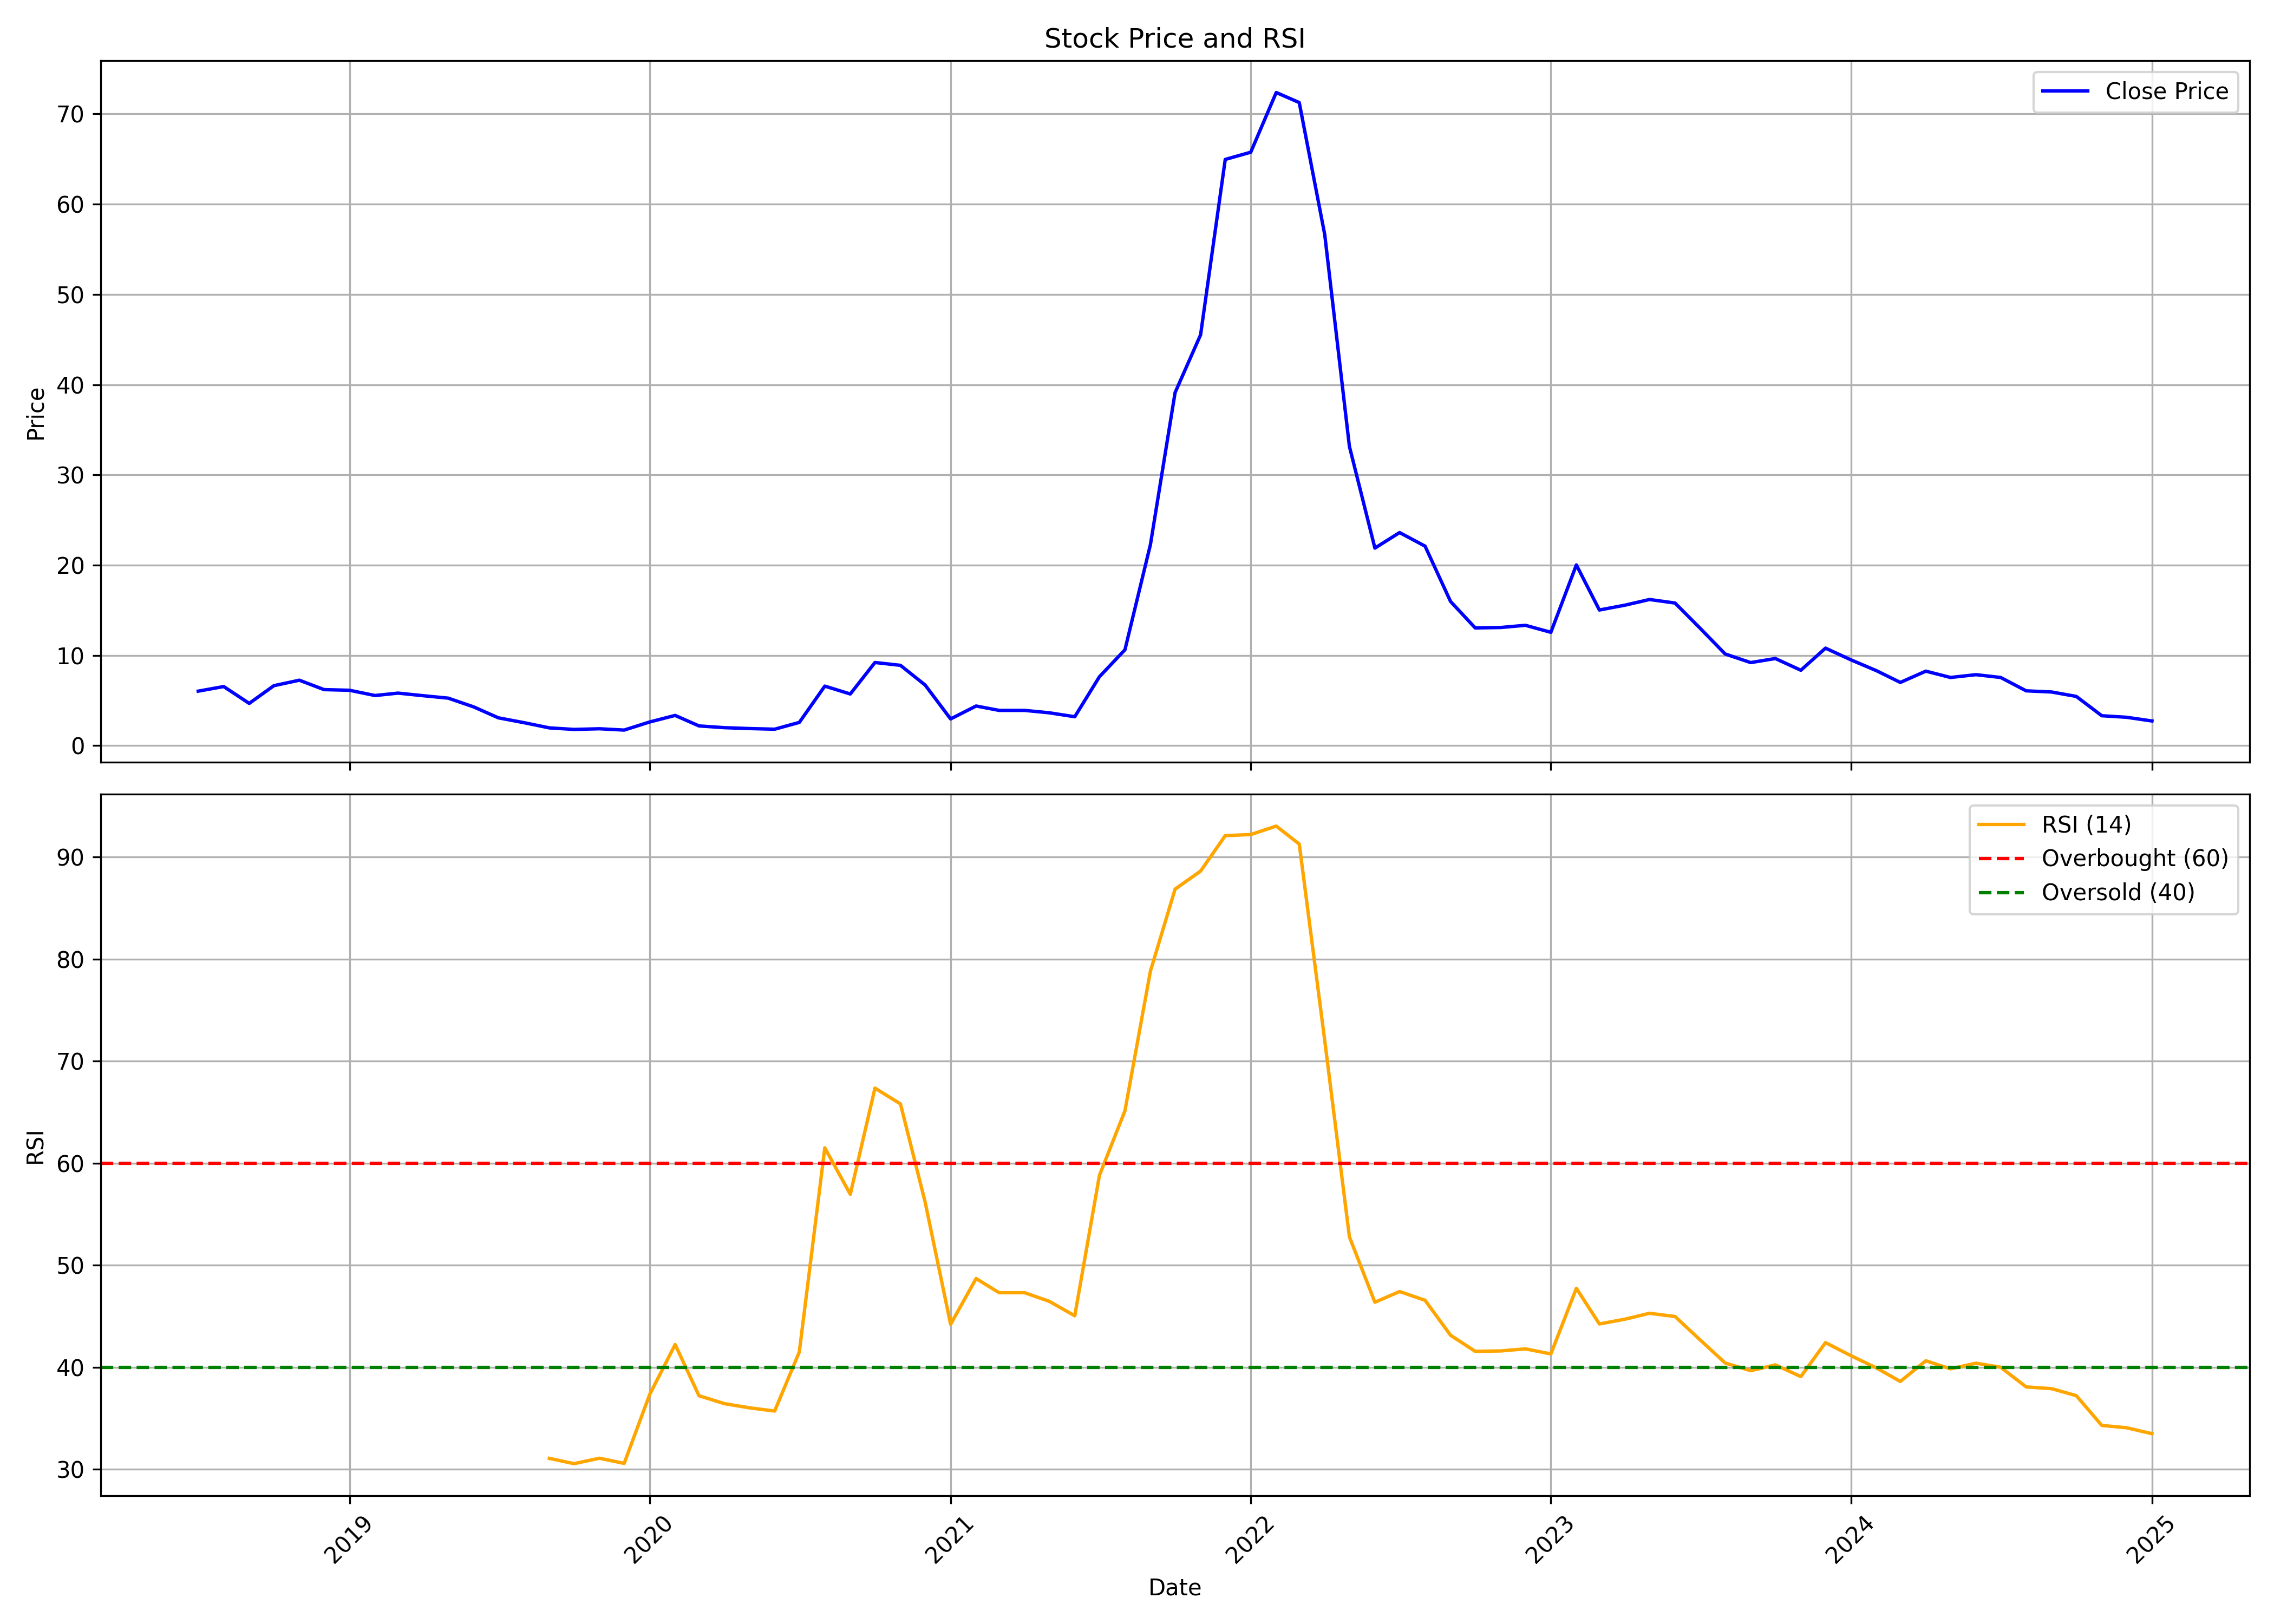 Stock Price and RSI
Close Price
70
60
50
40
30
20
10
0
Price
RSI (14)
Overbought (60)
Oversold (40)
90
80
70
60
50
40
30
RSI
2019
2020
2021
2022
2023
2024
2025
Date